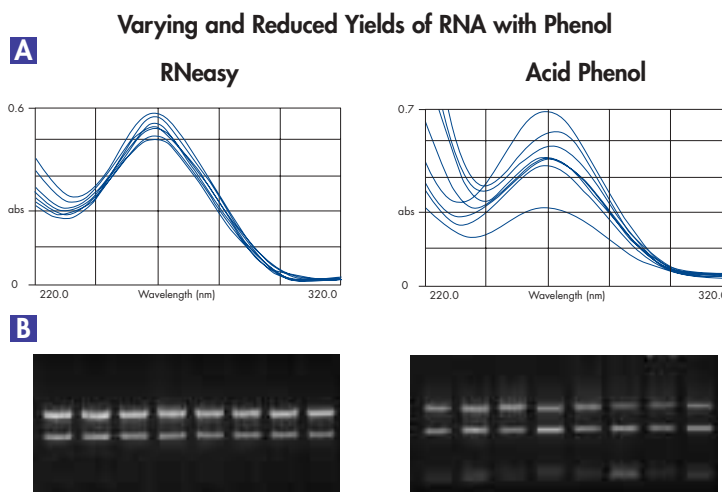 Varying and Reduced Yields of RNA with Phenol
A
RNeasy
Acid Phenol
0.6
abs
0
220.0
Wavelength (nm)
320.0
0.7
abs
0
220.0
Wavelength (nm)
320.0
B